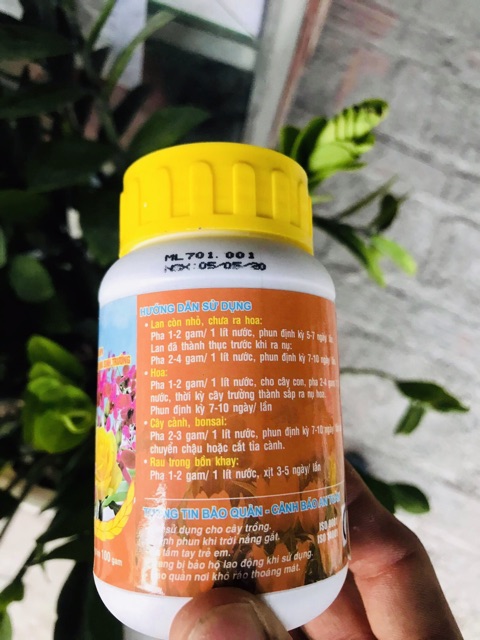 ML701.001
NSX:05/05/20
HƯỚNG DẪN SỬ DỤNG
• Lan còn nhỏ, chưa ra hoa:
Pha 1-2 gam/ 1 lít nước, phun định kỳ 5-7 ngày
Lan đã thành thục trước khi ra nụ:
Pha 2-4 gam/ 1 lít nước, phun định kỳ 7-10
• Hoa:
Pha 1-2 gam/ 1 lít nước, cho cây con, pha 2-4 gam
nước, thời kỳ cây trưởng thành sắp ra nụ hoa.
Phun định kỳ 7-10 ngày/ lần
• Cây cảnh, bonsai:
Pha 2-3 gam/ 1 lít nước, phun định kỳ 7-10
chuyển chậu hoặc cắt tỉa cành.
• Rau trong bồn khay:
Pha 1-2 gam/ 1 lít nước, xịt 3-5 ngày/ lần
TIN BẢO QUẢN - CẢNH BÁO AN
sử dụng cho cây trồng.
phun khi trời nắng gắt.
tầm tay trẻ em.
bị bảo hộ lao động khi sử dụng.
quản nơi khô ráo thoáng mát.
ISO
ISO
100 gam